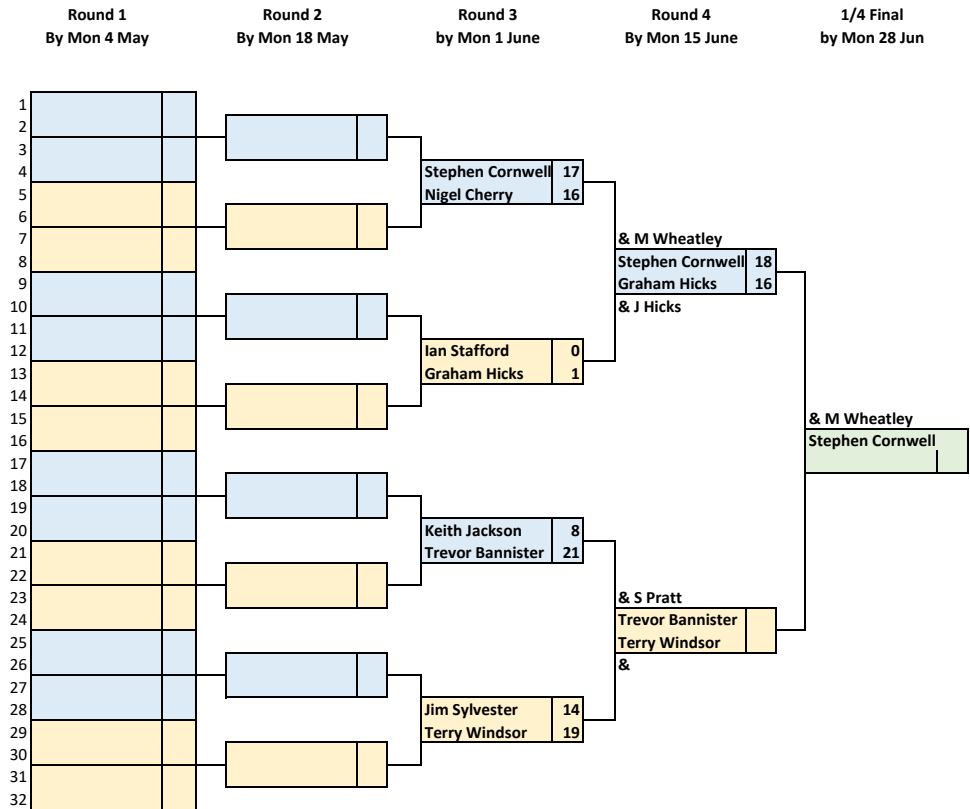 Round 1 Round 2 Round 3 Round 4 1/4 Final
By Mon 4 May By Mon 18 May by Mon 1 June By Mon 15 June by Mon 28 Jun
1
2
3
4 Stephen Cornwell 17
5 Nigel Cherry 16
6
7 & M Wheatley
8 Stephen Cornwell 18
9 Graham Hicks 16
10 & J Hicks
11
12 Ian Stafford 0
13 Graham Hicks 1
14
15 & M Wheatley
16 Stephen Cornwell
17
18
19
20 Keith Jackson 8
21 Trevor Bannister 21
22
23 & S Pratt
24 Trevor Bannister
25 Terry Windsor
26 &
27
28 Jim Sylvester 14
29 Terry Windsor 19
30
31
32